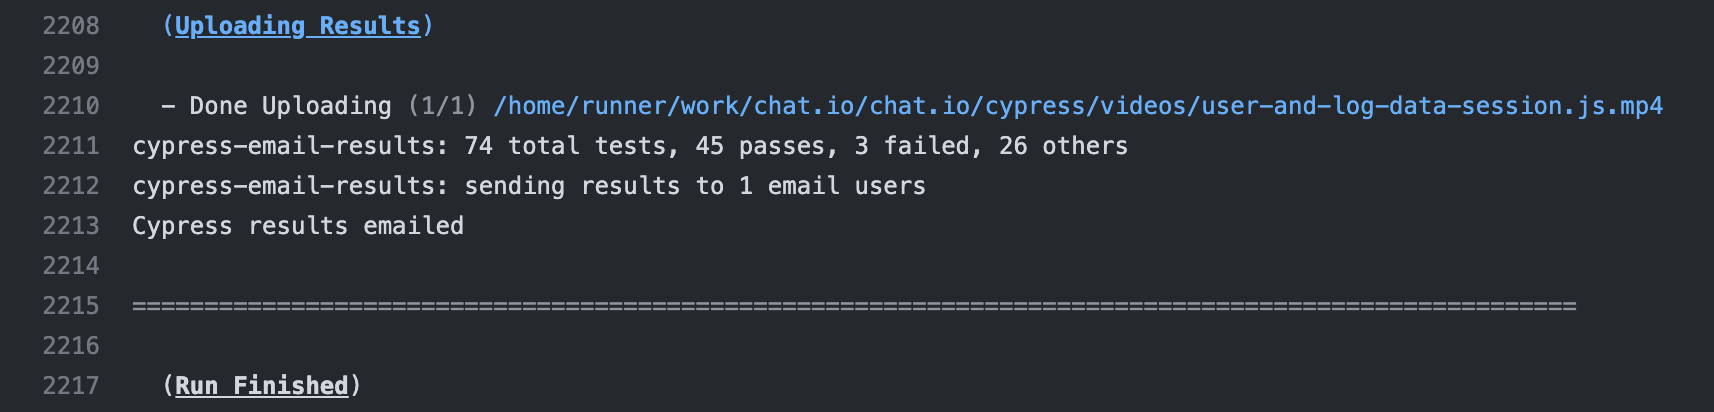 2208 (Uploading Results)
2209
2210 - Done Uploading (1/1) /home/runner/work/chat.io/chat.io/cypress/videos/user-and-log-data-session.js.mp4
2211 cypress-email-results: 74 total tests, 45 passes, 3 failed, 26 others
2212 cypress-email-results: sending results to 1 email users
2213 Cypress results emailed
2214
2215 ====================================================================================================
2216
2217 (Run Finished)